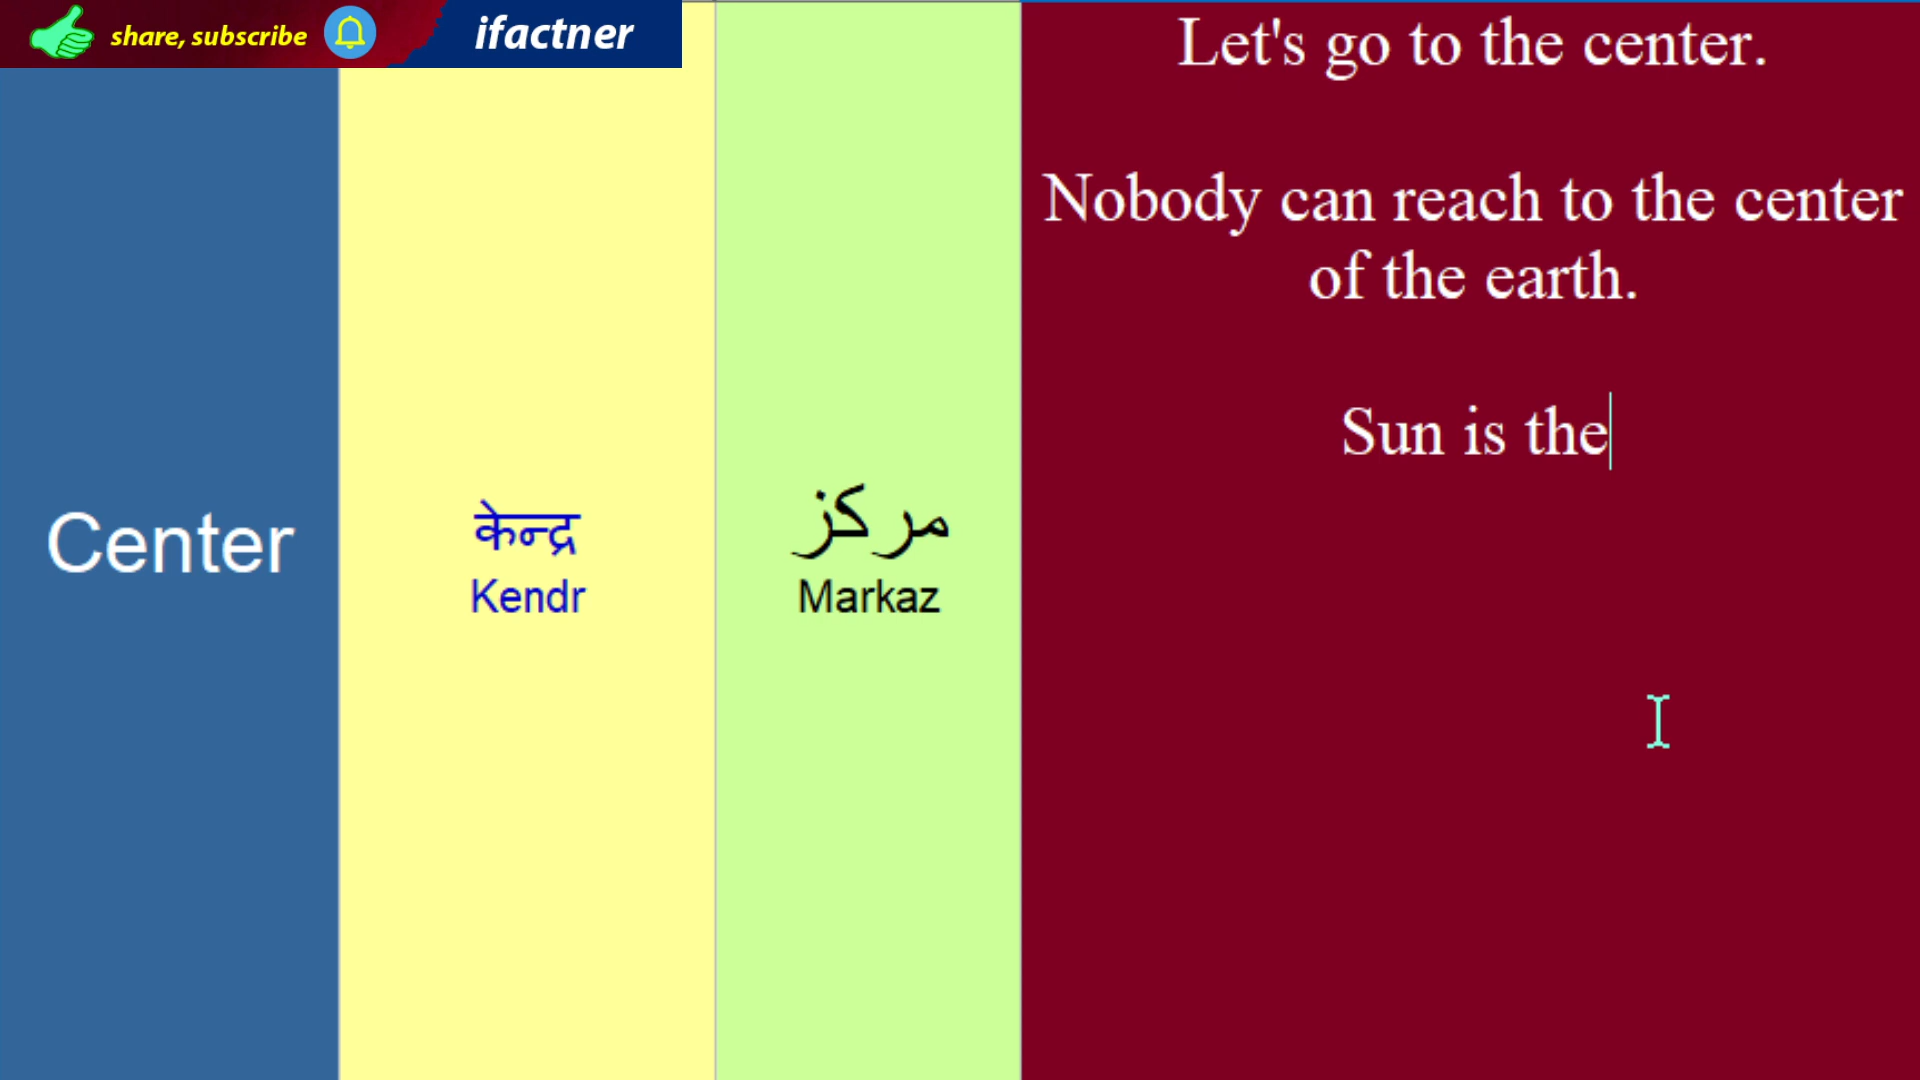 share, subscribe
ifactner
Let's go to the center.
Nobody can reach to the center
of the earth.
Sun is the
Center
केन्द्र
Kendr
مرکز
Markaz